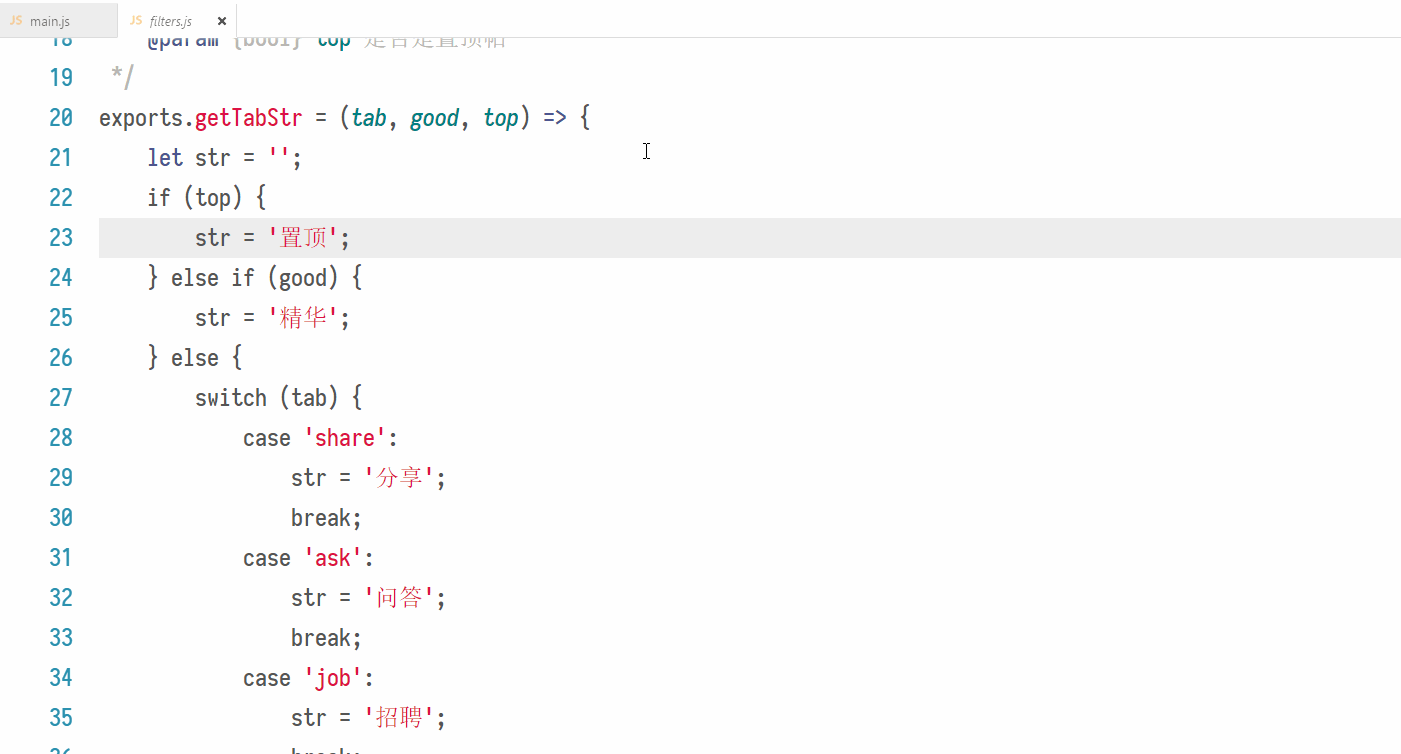 JS main.js
JS filters.js ×
18 @param {bool} top 是否是置顶帖
19 */
20 exports.getTabStr = (tab, good, top) => {
21 let str = '';
22 if (top) {
23 str = '置顶';
24 } else if (good) {
25 str = '精华';
26 } else {
27 switch (tab) {
28 case 'share':
29 str = '分享';
30 break;
31 case 'ask':
32 str = '问答';
33 break;
34 case 'job':
35 str = '招聘';
36 break;